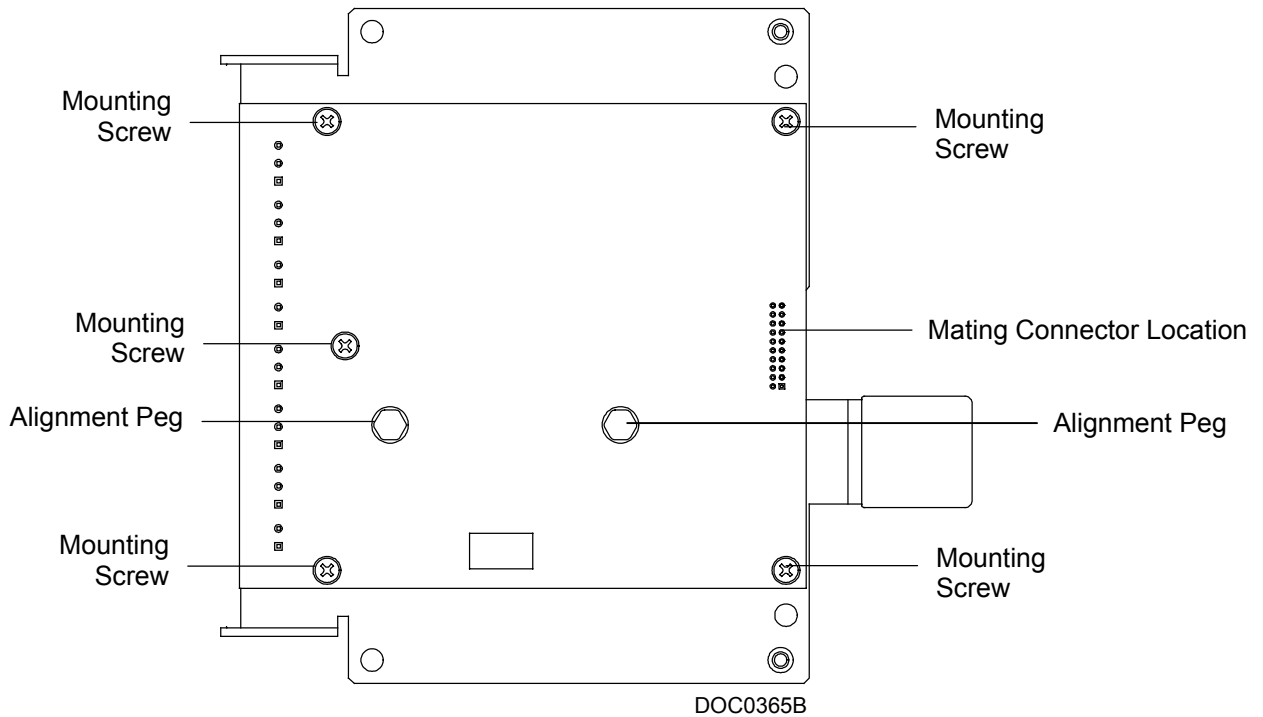 Mounting
Screw
Mounting
Screw
Mounting
Screw
Mating Connector Location
Alignment Peg
Alignment Peg
Mounting
Screw
Mounting
Screw
DOC0365B